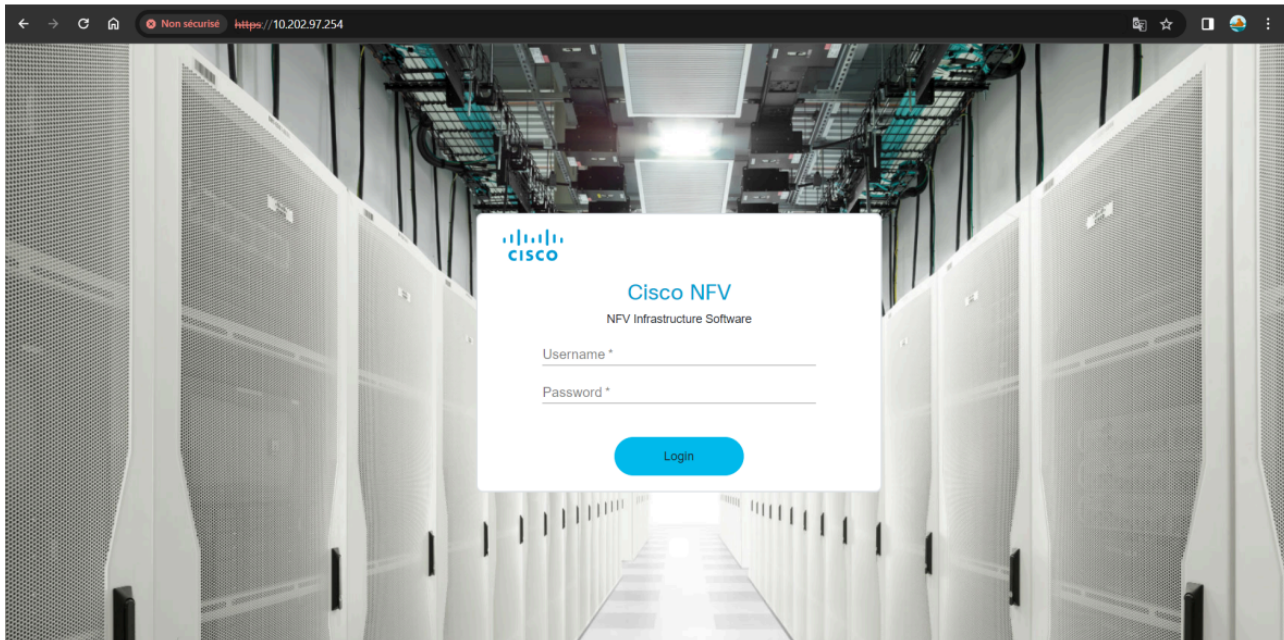 Non sécurisé https://10.202.97.254
CISCO
Cisco NFV
NFV Infrastructure Software
Username *
Password *
Login